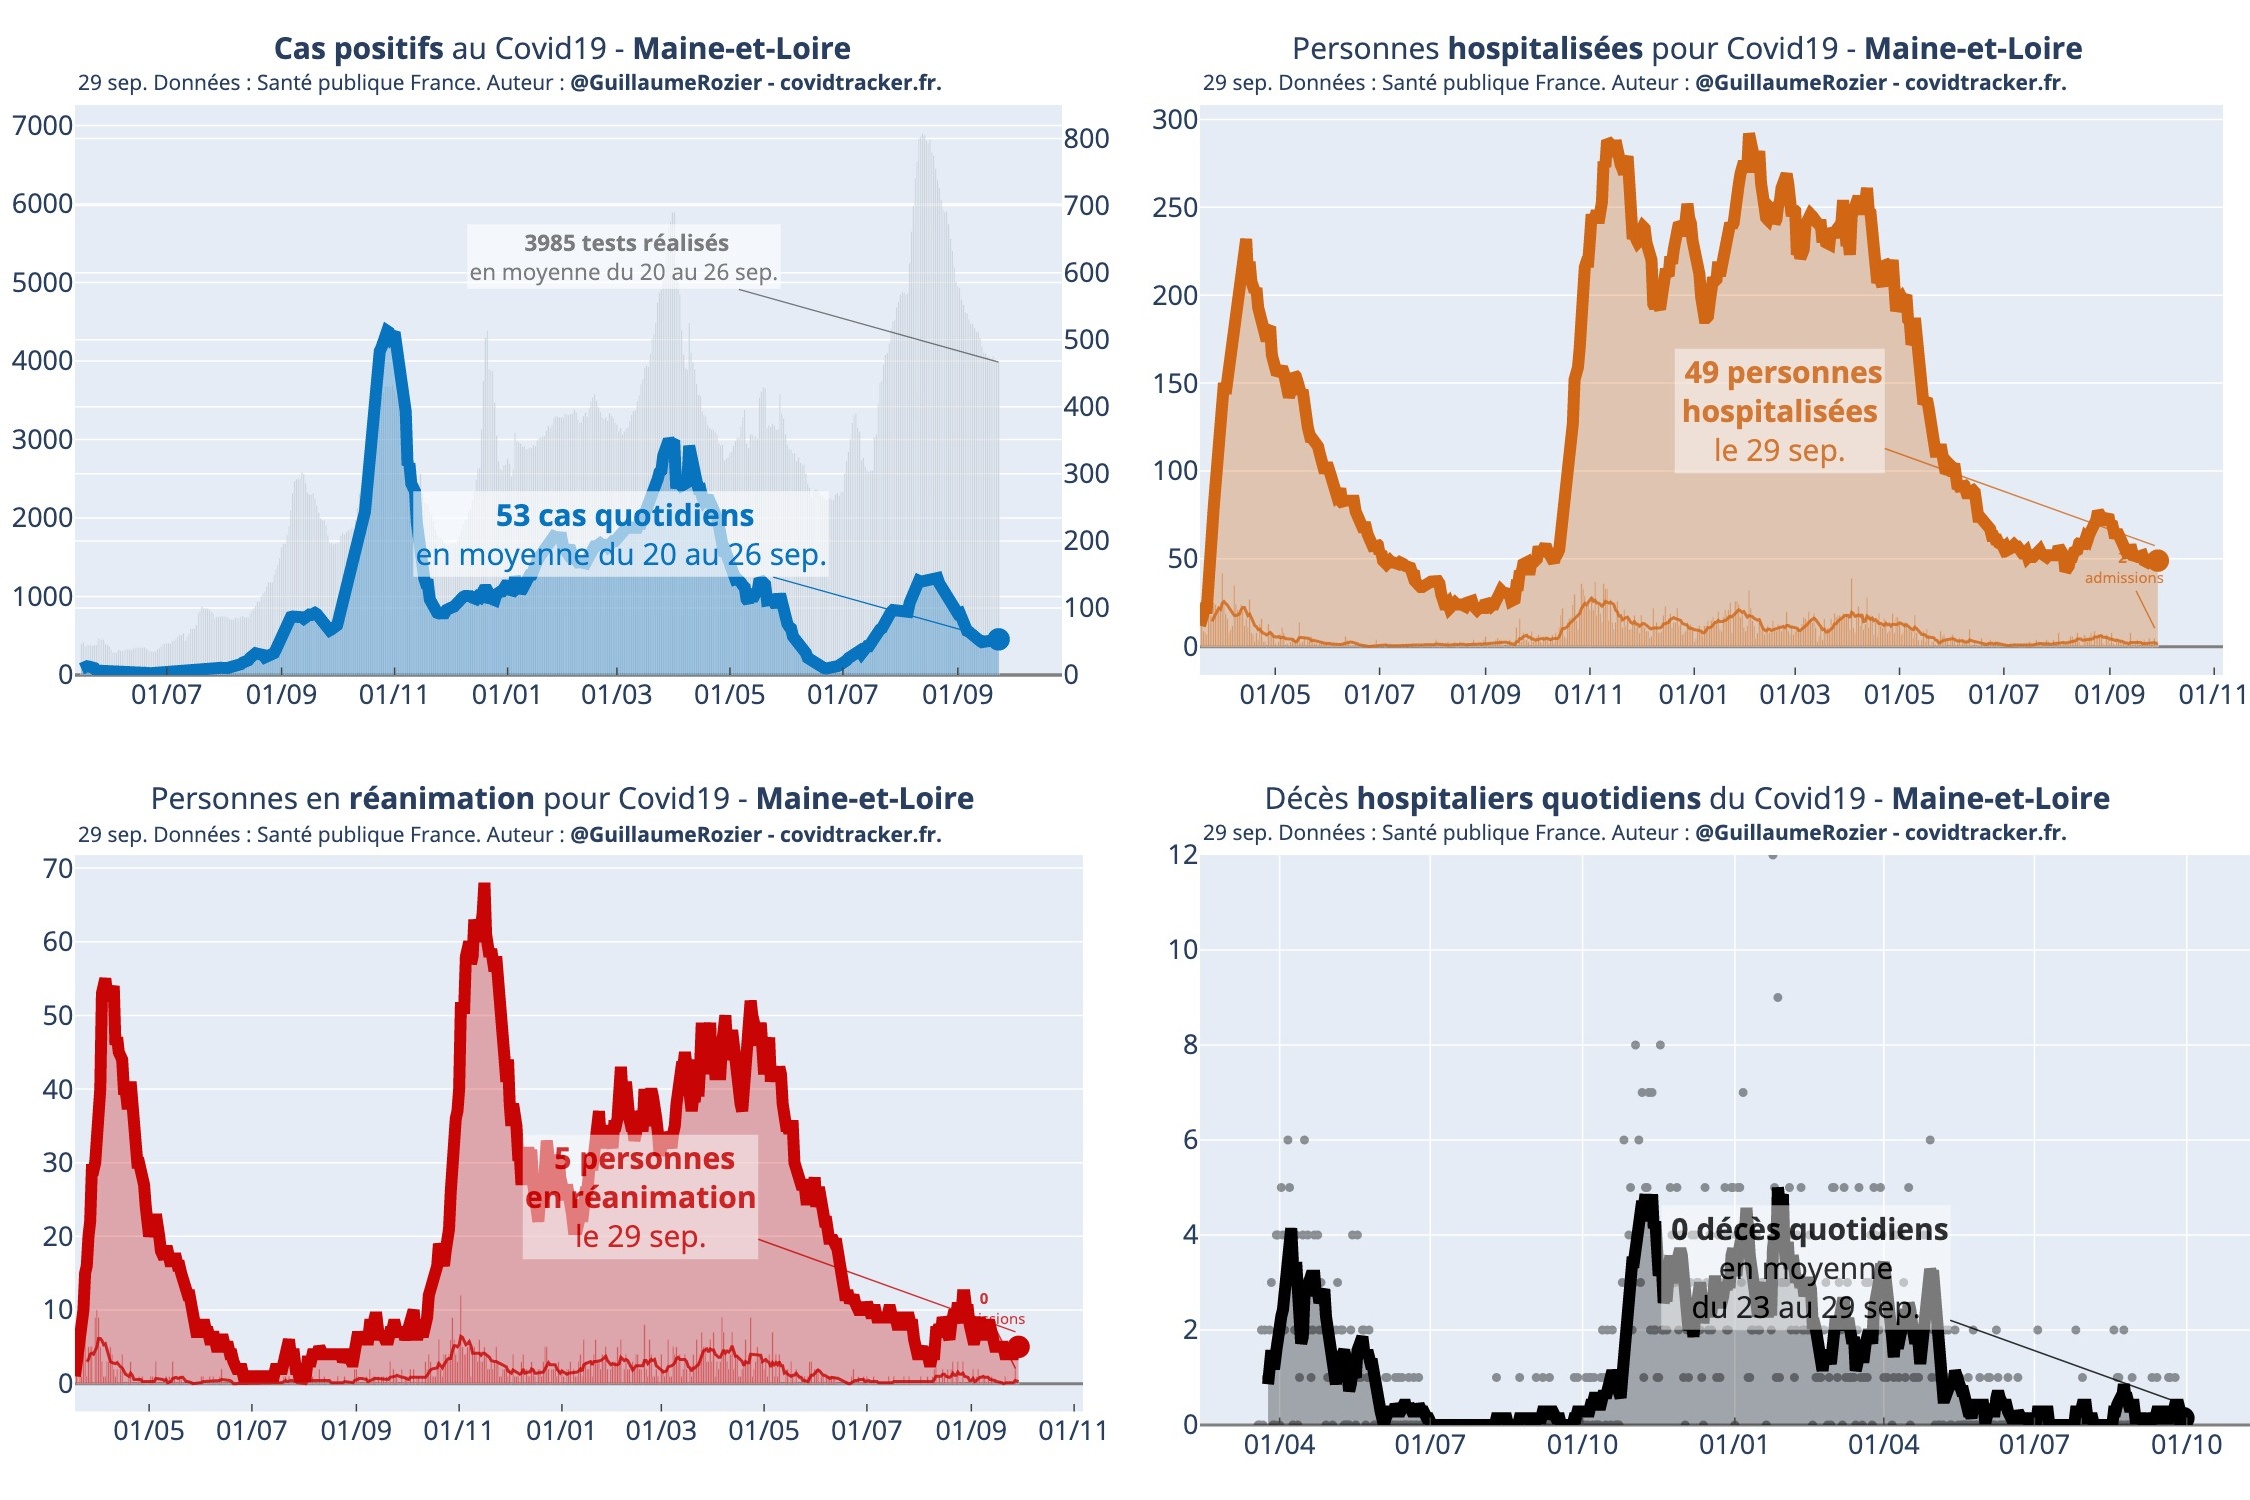 Cas positifs au Covid19 - Maine-et-Loire
29 sep. Données : Santé publique France. Auteur : @GuillaumeRozier - covidtracker.fr.
7000
6000
5000
4000
3000
2000
1000
0
800
700
600
500
400
300
200
100
0
3985 tests réalisés
en moyenne du 20 au 26 sep.
53 cas quotidiens
en moyenne du 20 au 26 sep.
01/07 01/09 01/11 01/01 01/03 01/05 01/07 01/09
Personnes hospitalisées pour Covid19 - Maine-et-Loire
29 sep. Données : Santé publique France. Auteur : @GuillaumeRozier - covidtracker.fr.
300
250
200
150
100
50
0
49 personnes
hospitalisées
le 29 sep.
2
admissions
01/05 01/07 01/09 01/11 01/01 01/03 01/05 01/07 01/09 01/11
Personnes en réanimation pour Covid19 - Maine-et-Loire
29 sep. Données : Santé publique France. Auteur : @GuillaumeRozier - covidtracker.fr.
70
60
50
40
30
20
10
0
5 personnes
en réanimation
le 29 sep.
0
01/05 01/07 01/09 01/11 01/01 01/03 01/05 01/07 01/09 01/11
Décès hospitaliers quotidiens du Covid19 - Maine-et-Loire
29 sep. Données : Santé publique France. Auteur : @GuillaumeRozier - covidtracker.fr.
12
10
8
6
4
2
0
0 décès quotidiens
en moyenne
du 23 au 29 sep.
01/04 01/07 01/10 01/01 01/04 01/07 01/10